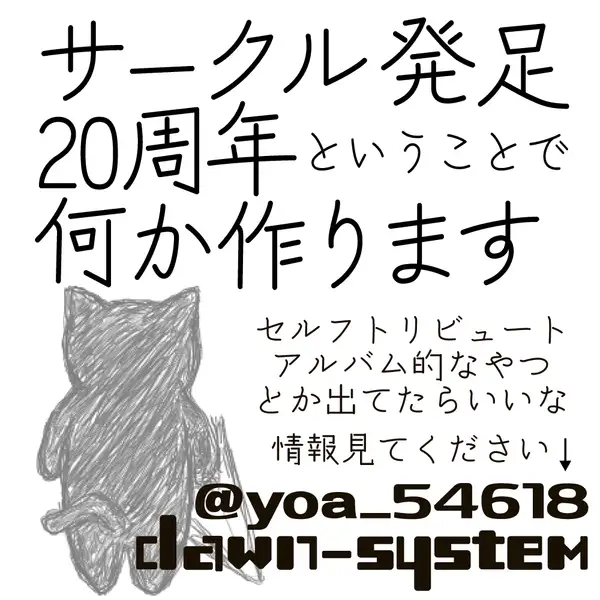 サークル発足
20周年ということで
何か作ります
セルフトリビュート
アルバム的なやつ
とか出てたらいいな
情報見てください↓
@yoa_54618
dawn-system